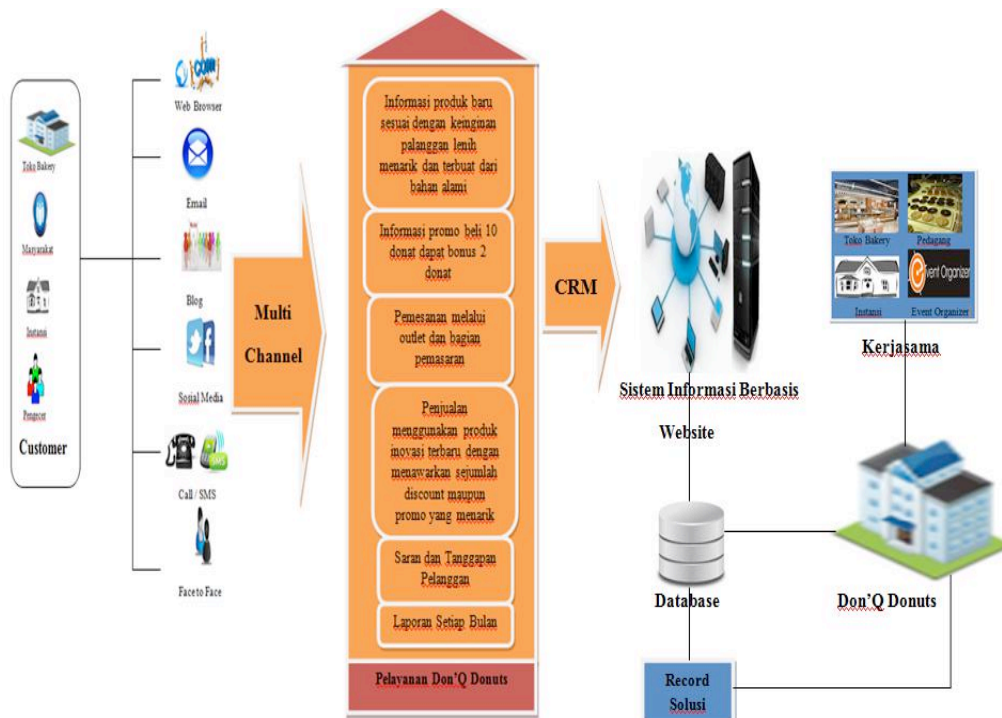 Toko Bakery
Masyarakat
Instansi
Pengecer
Customer
Web Browser
Email
Blog
Sosial Media
SMS
Call / SMS
Face to Face
Multi
Channel
Informasi produk baru
sesuai dengan keinginan
palanggan lenih
menarik dan terbuat dari
bahan alami
Informasi promo beli 10
donat dapat bonus 2
donat
Pemesanan melalui
outlet dan bagian
pemasaran
Penjualan
menggunakan produk
inovasi terbaru dengan
menawarkan sejumlah
discount maupun
promo yang menarik
Saran dan Tanggapan
Pelanggan
Laporan Setiap Bulan
Pelayanan Don'Q Donuts
CRM
Sistem Informasi Berbasis
Website
Database
Record
Solusi
Toko Bakery
Pedagang
event Organizer
Instansi
Event Organizer
Kerjasama
Don'Q Donuts